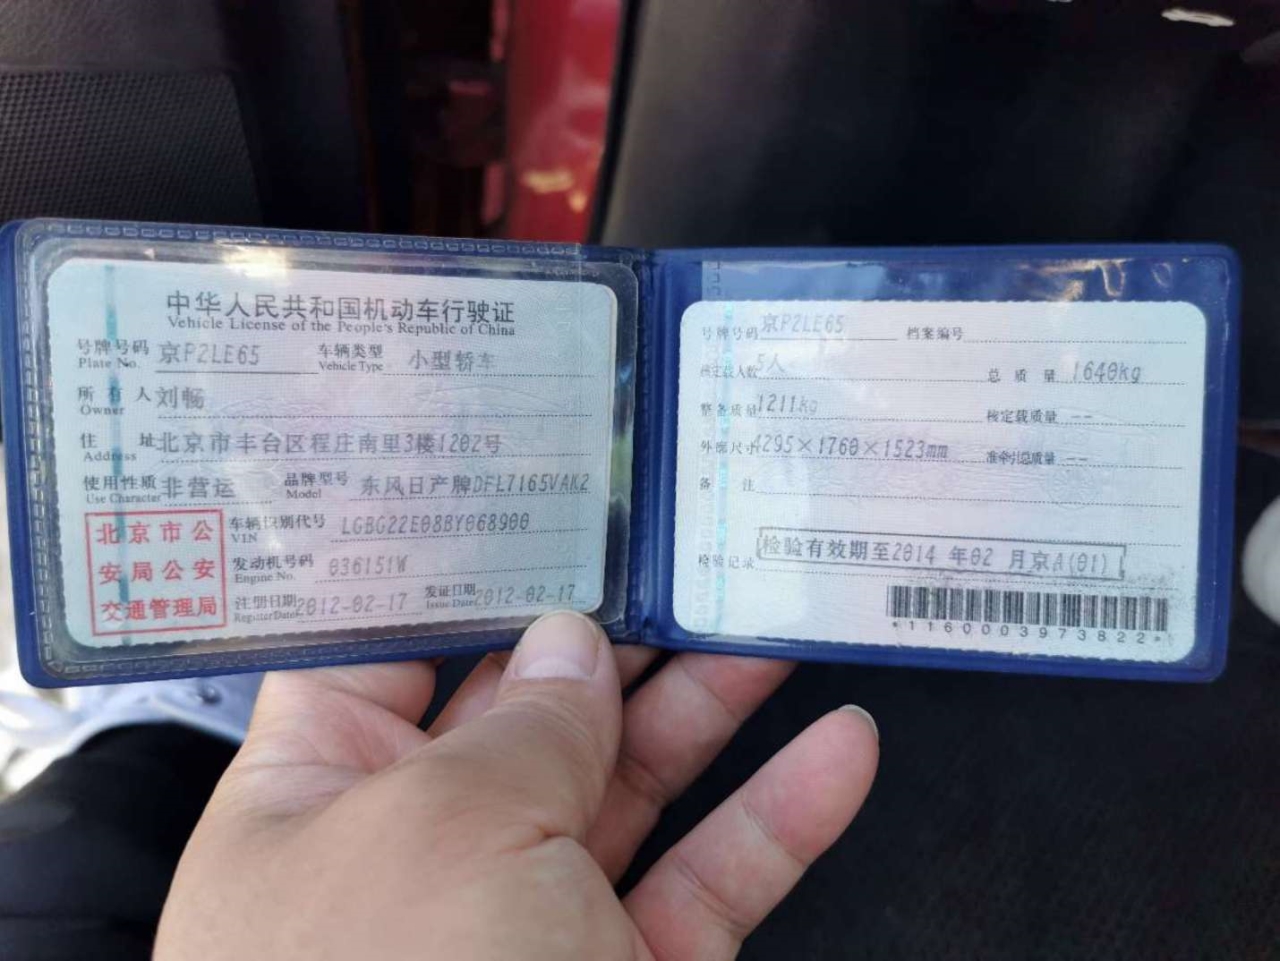 中华人民共和国机动车行驶证
Vehicle License of the People's Republic of China
号牌号码 京P2LE65 车辆类型 小型轿车
Plate No. Vehicle Type
所有人 刘畅
Owner
住址 北京市丰台区程庄南里3楼1202号
Address
使用性质 非营运 品牌型号 东风日产牌DFL7165VAK2
Use Character Model
北京市公
安局公安
交通管理局
车辆识别代号 LGBG22E08BY068900
VIN
发动机号码 036151W
Engine No.
注册日期 2012-02-17 发证日期 2012-02-17
Register Date Issue Date
号牌号码 京P2LE65 档案编号
核定载人数 5人 总质量 1640kg
整备质量 1211kg 核定载质量 --
外廓尺寸 4295×1760×1523mm 准牵引总质量 --
备注
检验记录 检验有效期至2014 年02 月京A(01)
*1160003973822*